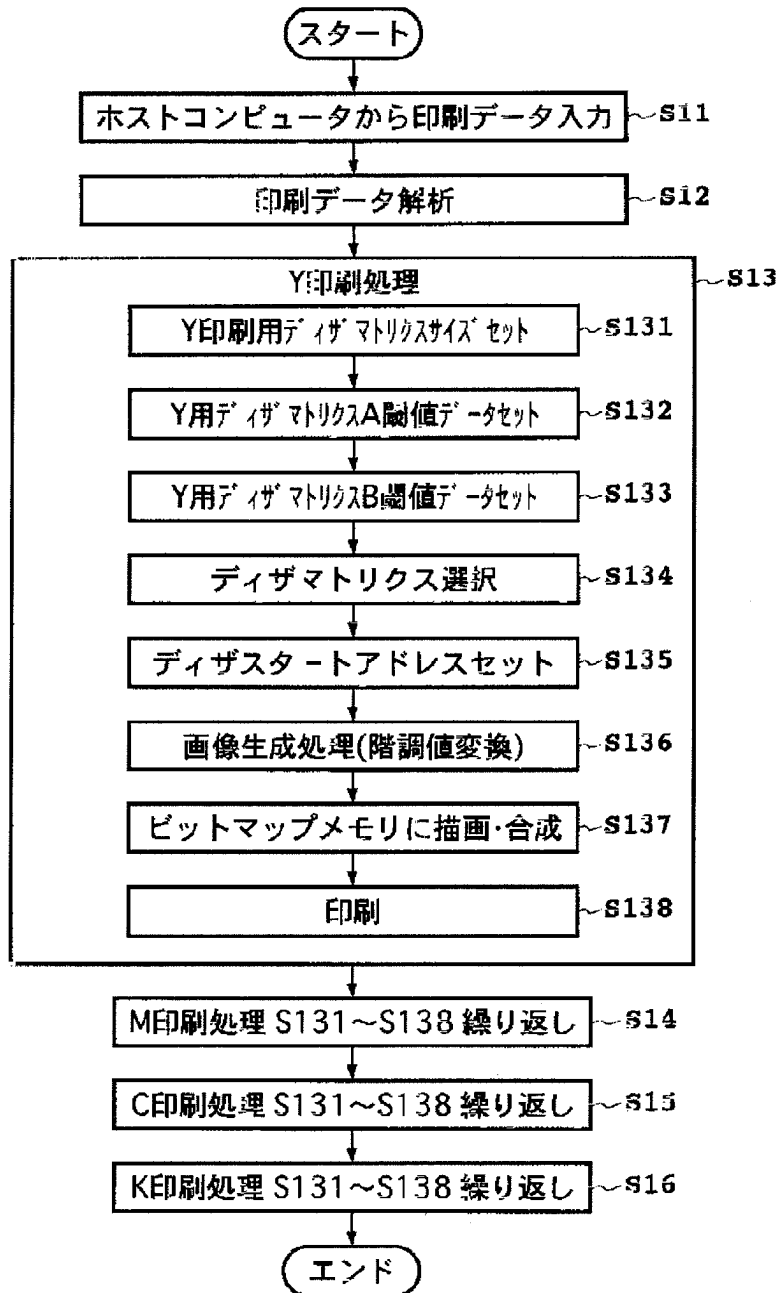 スタート
ホストコンピュータから印刷データ入力 S11
印刷データ解析 S12
Y印刷処理 S13
Y印刷用ディザマトリクスサイズセット S131
Y用ディザマトリクスA閾値データセット S132
Y用ディザマトリクスB閾値データセット S133
ディザマトリクス選択 S134
ディザスタートアドレスセット S135
画像生成処理(階調値変換) S136
ビットマップメモリに描画·合成 S137
印刷 S138
M印刷処理 S131〜S138 繰り返し S14
C印刷処理 S131〜S138 繰り返し S15
K印刷処理 S131〜S138 繰り返し S16
エンド